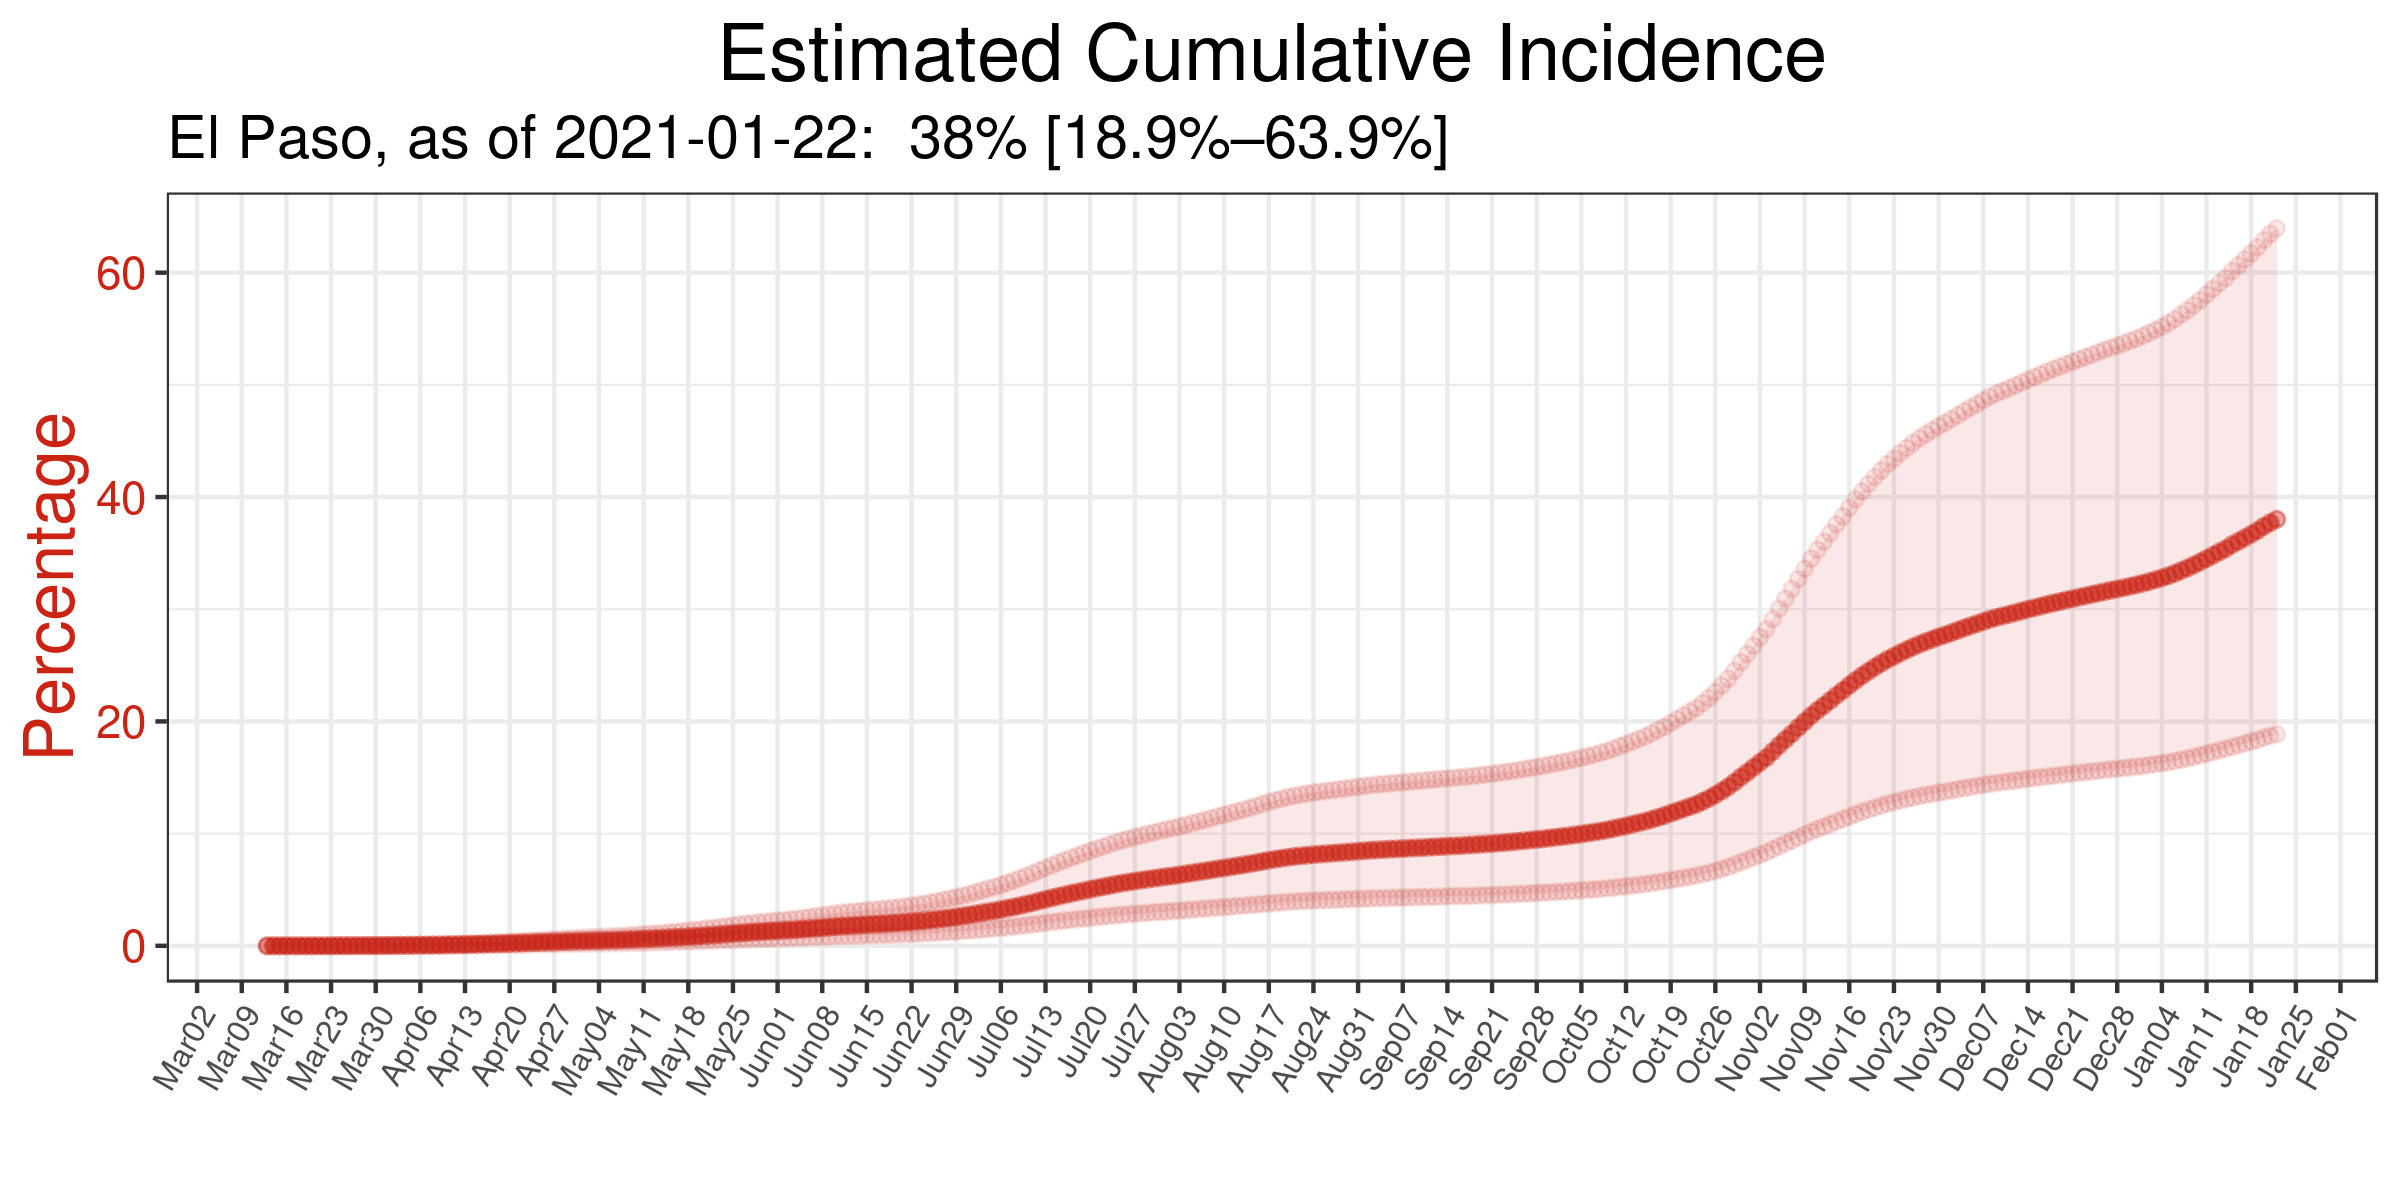 Estimated Cumulative Incidence
El Paso, as of 2021-01-22:  38% [18.9%–63.9%]
Percentage
60
40
20
0
Mar02
Mar09
Mar16
Mar23
Mar30
Apr06
Apr13
Apr20
Apr27
May04
May11
May18
May25
Jun01
Jun08
Jun15
Jun22
Jun29
Jul06
Jul13
Jul20
Jul27
Aug03
Aug10
Aug17
Aug24
Aug31
Sep07
Sep14
Sep21
Sep28
Oct05
Oct12
Oct19
Oct26
Nov02
Nov09
Nov16
Nov23
Nov30
Dec07
Dec14
Dec21
Dec28
Jan04
Jan11
Jan18
Jan25
Feb01